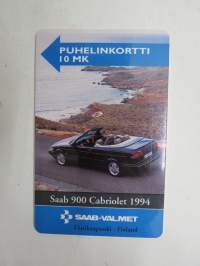 PUHELINKORTTI
10 MK
Saab 900 Cabriolet 1994
SAAB-VALMET
Uusikaupunki - Finland